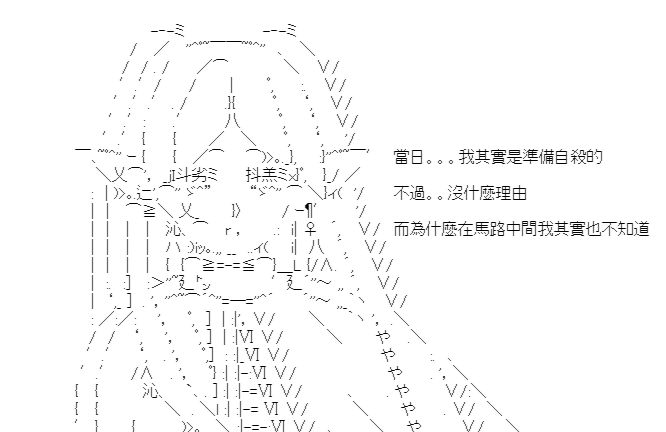 當日。。。我其實是準備自殺的
不過。。沒什麼理由
而為什麼在馬路中間我其實也不知道